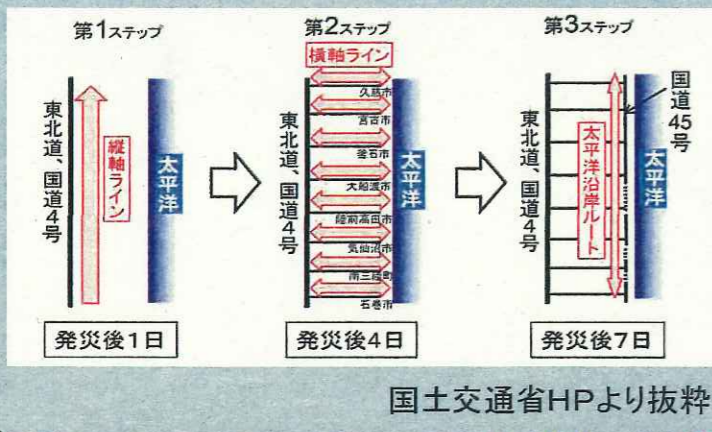 第1ステップ
東北道、国道4号
縦軸ライン
太平洋
発災後1日
第2ステップ
横軸ライン
東北道、国道4号
久慈市
宮古市
釜石市
大船渡市
陸前高田市
気仙沼市
南三陸町
石巻市
太平洋
発災後4日
第3ステップ
東北道、国道4号
太平洋沿岸ルート
国道45号
太平洋
発災後7日
国土交通省HPより抜粋